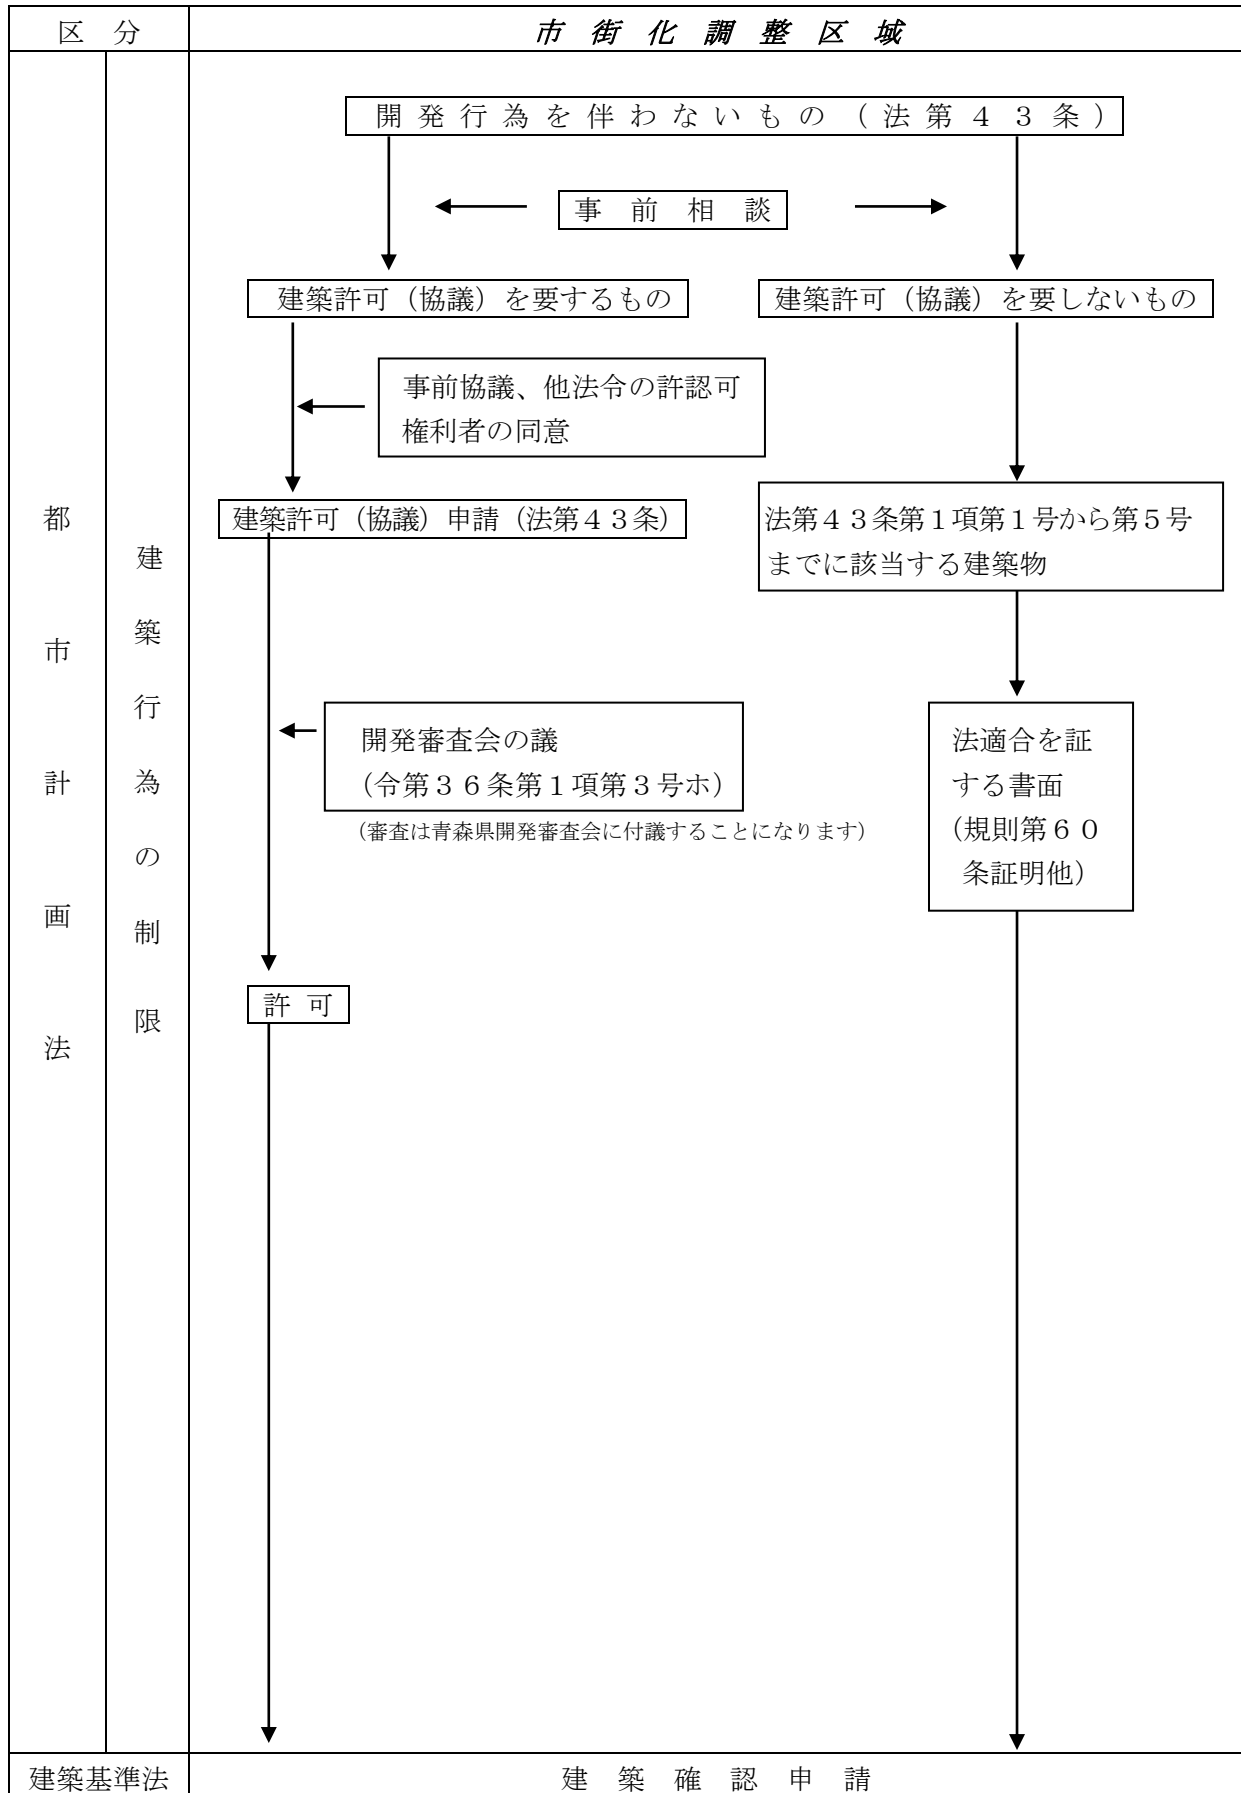 区 分
市 街 化 調 整 区 域
都市計画法
建築行為の制限
開発行為を伴わないもの（法第４３条）
事 前 相 談
建築許可（協議）を要するもの
建築許可（協議）を要しないもの
事前協議、他法令の許認可
権利者の同意
建築許可（協議）申請（法第４３条）
法第４３条第１項第１号から第５号
までに該当する建築物
開発審査会の議
（令第３６条第１項第３号ホ）
（審査は青森県開発審査会に付議することになります）
法適合を証
する書面
（規則第６０
条証明他）
許 可
建築基準法
建 築 確 認 申 請